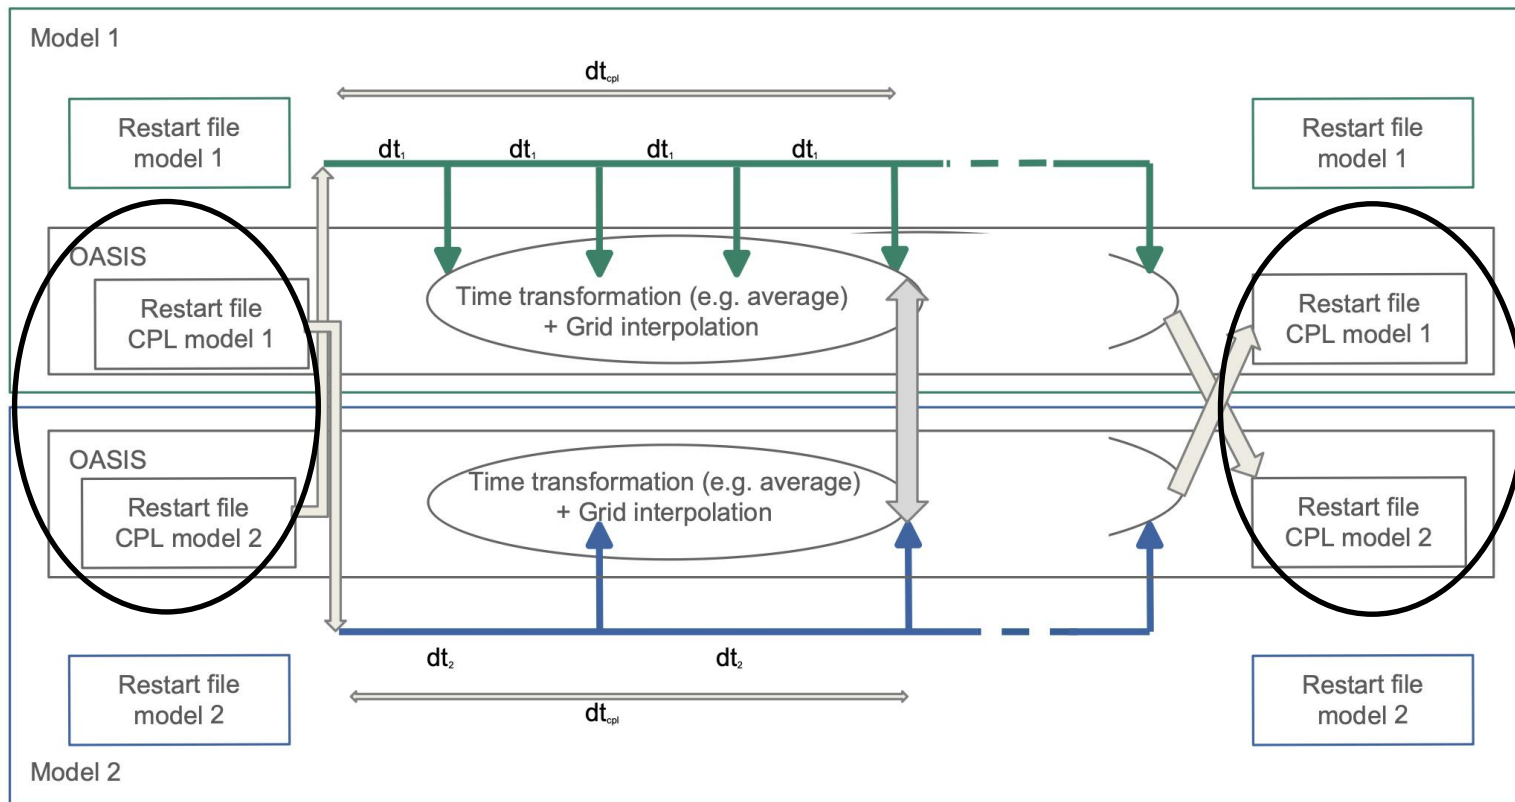 Model 1
dtcpl
Restart file
model 1
Restart file
model 1
dt1
dt1
dt1
dt1
OASIS
Restart file
CPL model 1
Time transformation (e.g. average)
+ Grid interpolation
Restart file
CPL model 1
OASIS
Restart file
CPL model 2
Time transformation (e.g. average)
+ Grid interpolation
Restart file
CPL model 2
dt2
dt2
Restart file
model 2
dtcpl
Restart file
model 2
Model 2